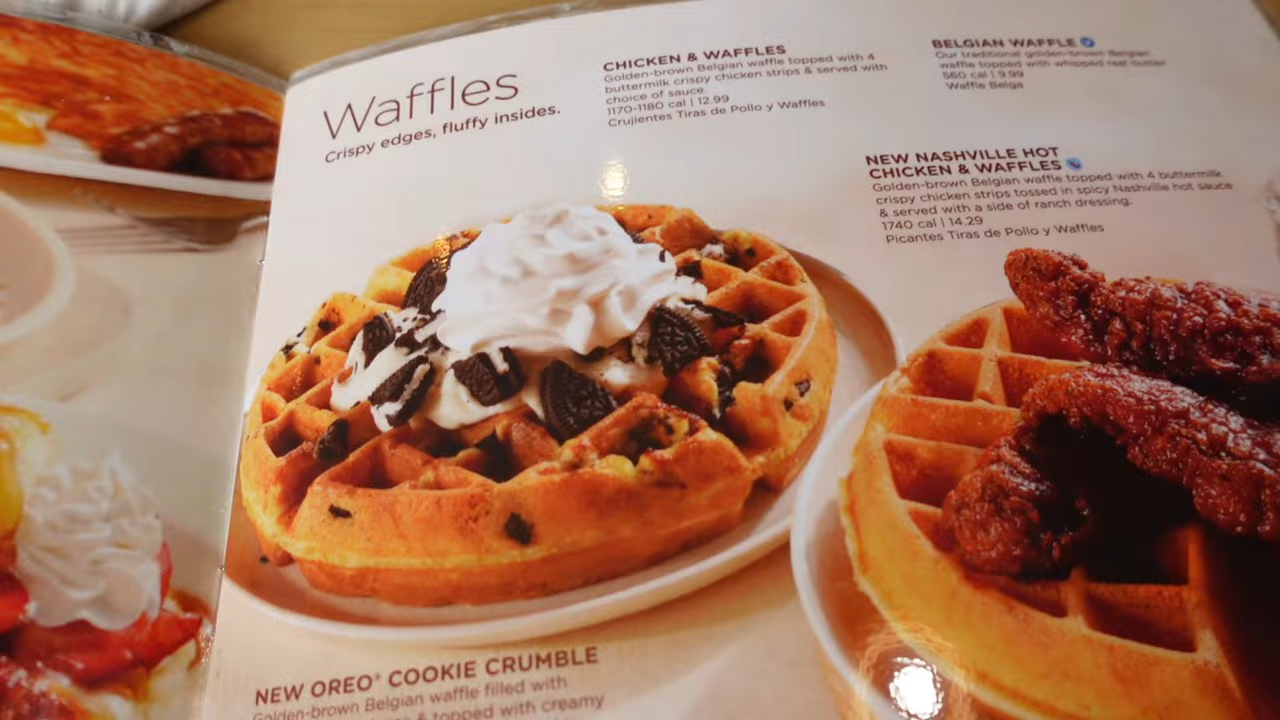 Waffles
Crispy edges, fluffy insides.
CHICKEN & WAFFLES
Golden-brown Belgian waffle topped with 4
buttermilk crispy chicken strips & served with
choice of sauce.
1170-1180 cal | 12.99
Crujientes Tiras de Pollo y Waffles
BELGIAN WAFFLE
Our traditional golden-brown Belgian
waffle topped with whipped real butter
560 cal | 9.99
Waffle Belga
NEW NASHVILLE HOT
CHICKEN & WAFFLES
Golden-brown Belgian waffle topped with 4 buttermilk
crispy chicken strips tossed in spicy Nashville hot sauce
& served with a side of ranch dressing.
1740 cal | 14.29
Picantes Tiras de Pollo y Waffles
NEW OREO® COOKIE CRUMBLE
Golden-brown Belgian waffle filled with
& topped with creamy